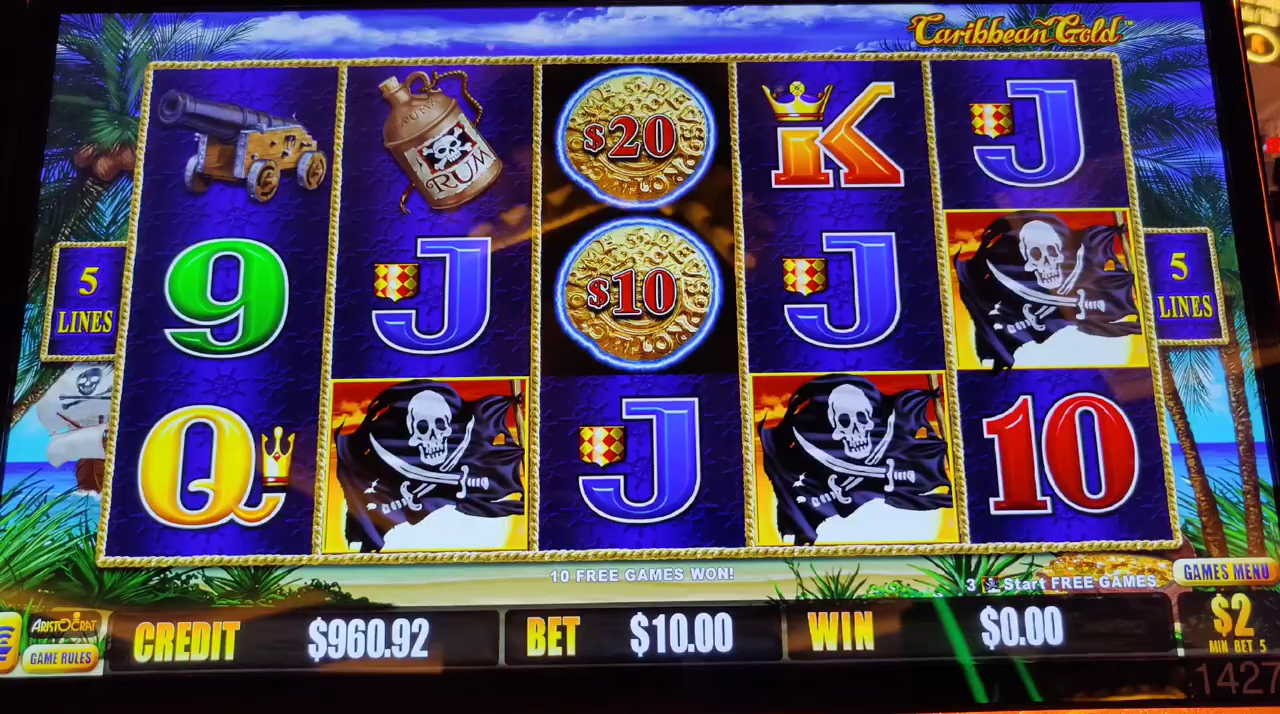 Caribbean Gold™
RUM
$20
K
J
5
LINES
9
J
$10
J
5
LINES
Q
J
10
10 FREE GAMES WON!
3 Start FREE GAMES
GAMES MENU
ARISTOCRAT
GAME RULES
CREDIT $960.92
BET $10.00
WIN $0.00
$2
MIN BET 5
1427